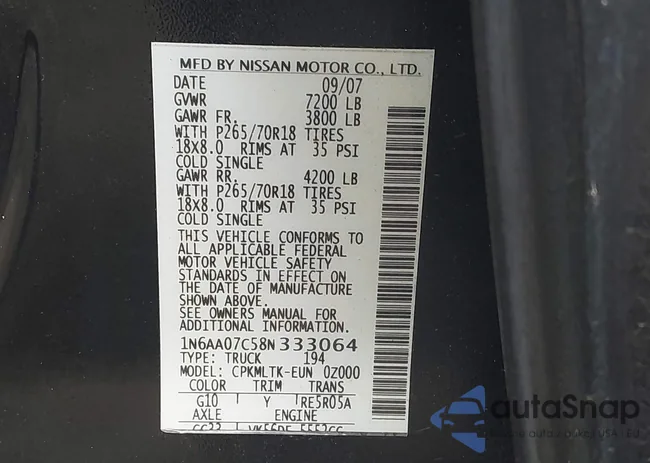 MFD BY NISSAN MOTOR CO., LTD.
DATE 09/07
GVWR 7200 LB
GAWR FR. 3800 LB
WITH P265/70R18 TIRES
18X8.0 RIMS AT 35 PSI
COLD SINGLE
GAWR RR. 4200 LB
WITH P265/70R18 TIRES
18X8.0 RIMS AT 35 PSI
COLD SINGLE
THIS VEHICLE CONFORMS TO
ALL APPLICABLE FEDERAL
MOTOR VEHICLE SAFETY
STANDARDS IN EFFECT ON
THE DATE OF MANUFACTURE
SHOWN ABOVE.
SEE OWNERS MANUAL FOR
ADDITIONAL INFORMATION.
1N6AA07C58N333064
TYPE: TRUCK 194
MODEL: CPKMLTK-EUN 0Z000
COLOR TRIM TRANS
G10 Y RE5R05A
AXLE ENGINE
autaSnap